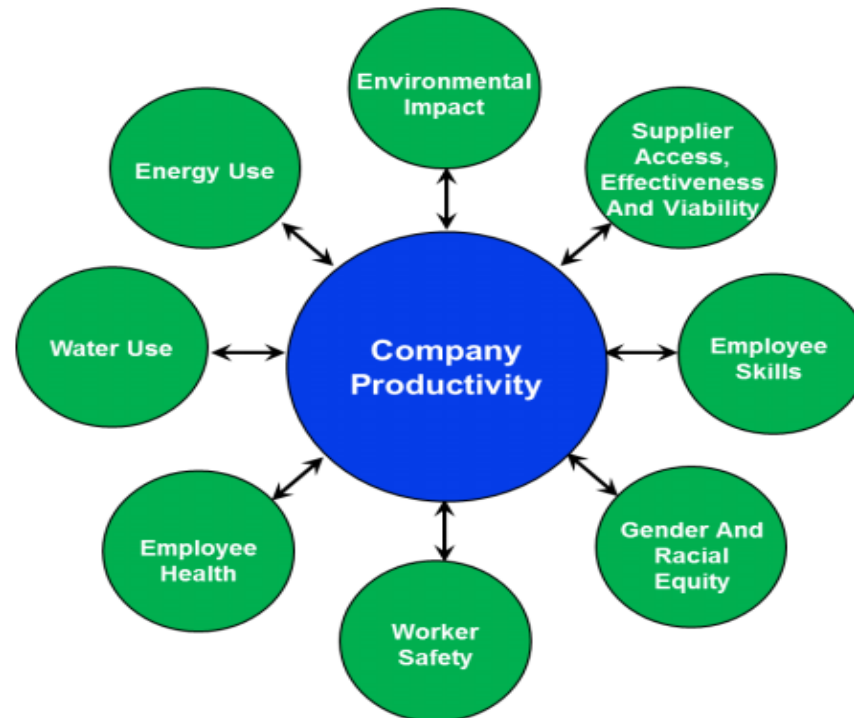 Environmental
Impact
Supplier
Access,
Effectiveness
And Viability
Energy Use
Water Use
Company
Productivity
Employee
Skills
Employee
Health
Gender And
Racial
Equity
Worker
Safety